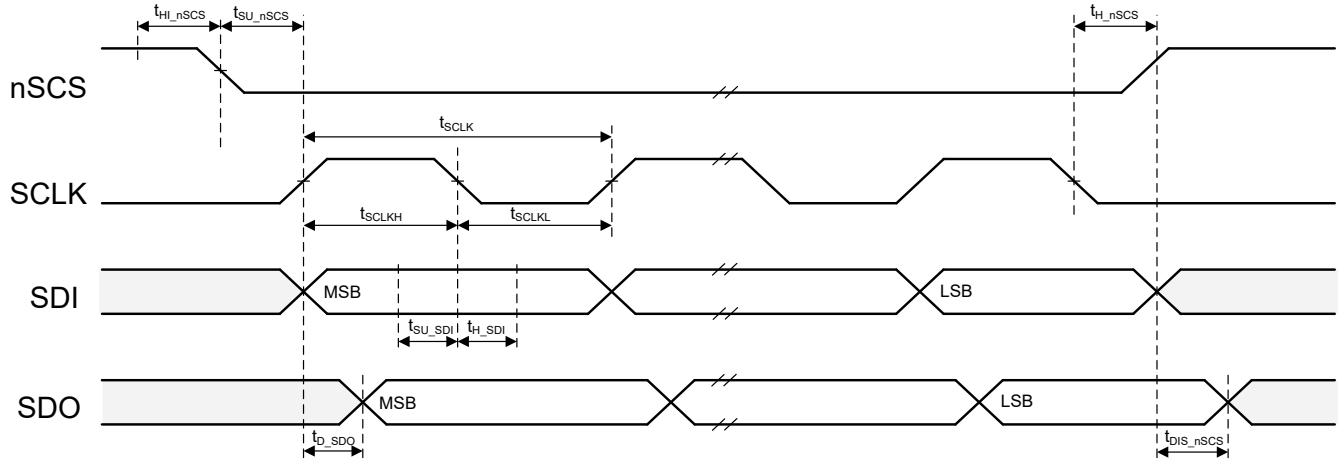 tHI_nSCS tSU_nSCS tH_nSCS
nSCS
tSCLK
SCLK
tSCLKH tSCLKL
MSB LSB
SDI
tSU_SDI tH_SDI
MSB LSB
SDO
tD_SDO tDIS_nSCS